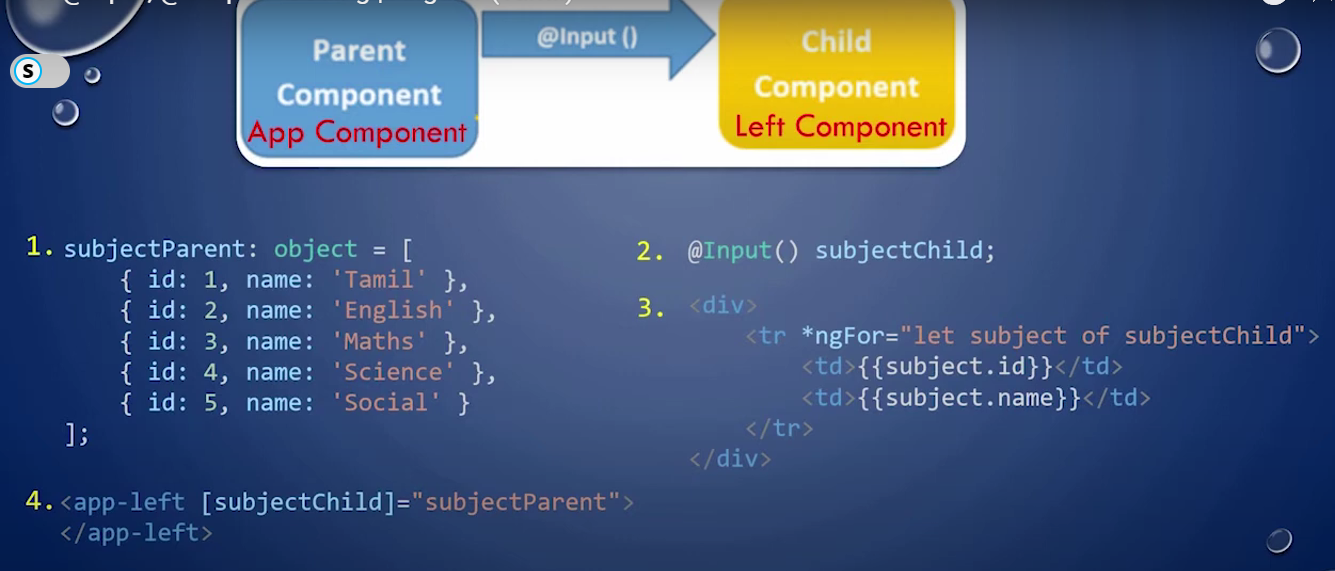 Parent
Component
App Component
@Input ()
Child
Component
Left Component
S
1. subjectParent: object = [
{ id: 1, name: 'Tamil' },
{ id: 2, name: 'English' },
{ id: 3, name: 'Maths' },
{ id: 4, name: 'Science' },
{ id: 5, name: 'Social' }
];
2. @Input() subjectChild;
3. <div>
<tr *ngFor="let subject of subjectChild">
<td>{{subject.id}}</td>
<td>{{subject.name}}</td>
</tr>
</div>
4. <app-left [subjectChild]="subjectParent">
</app-left>